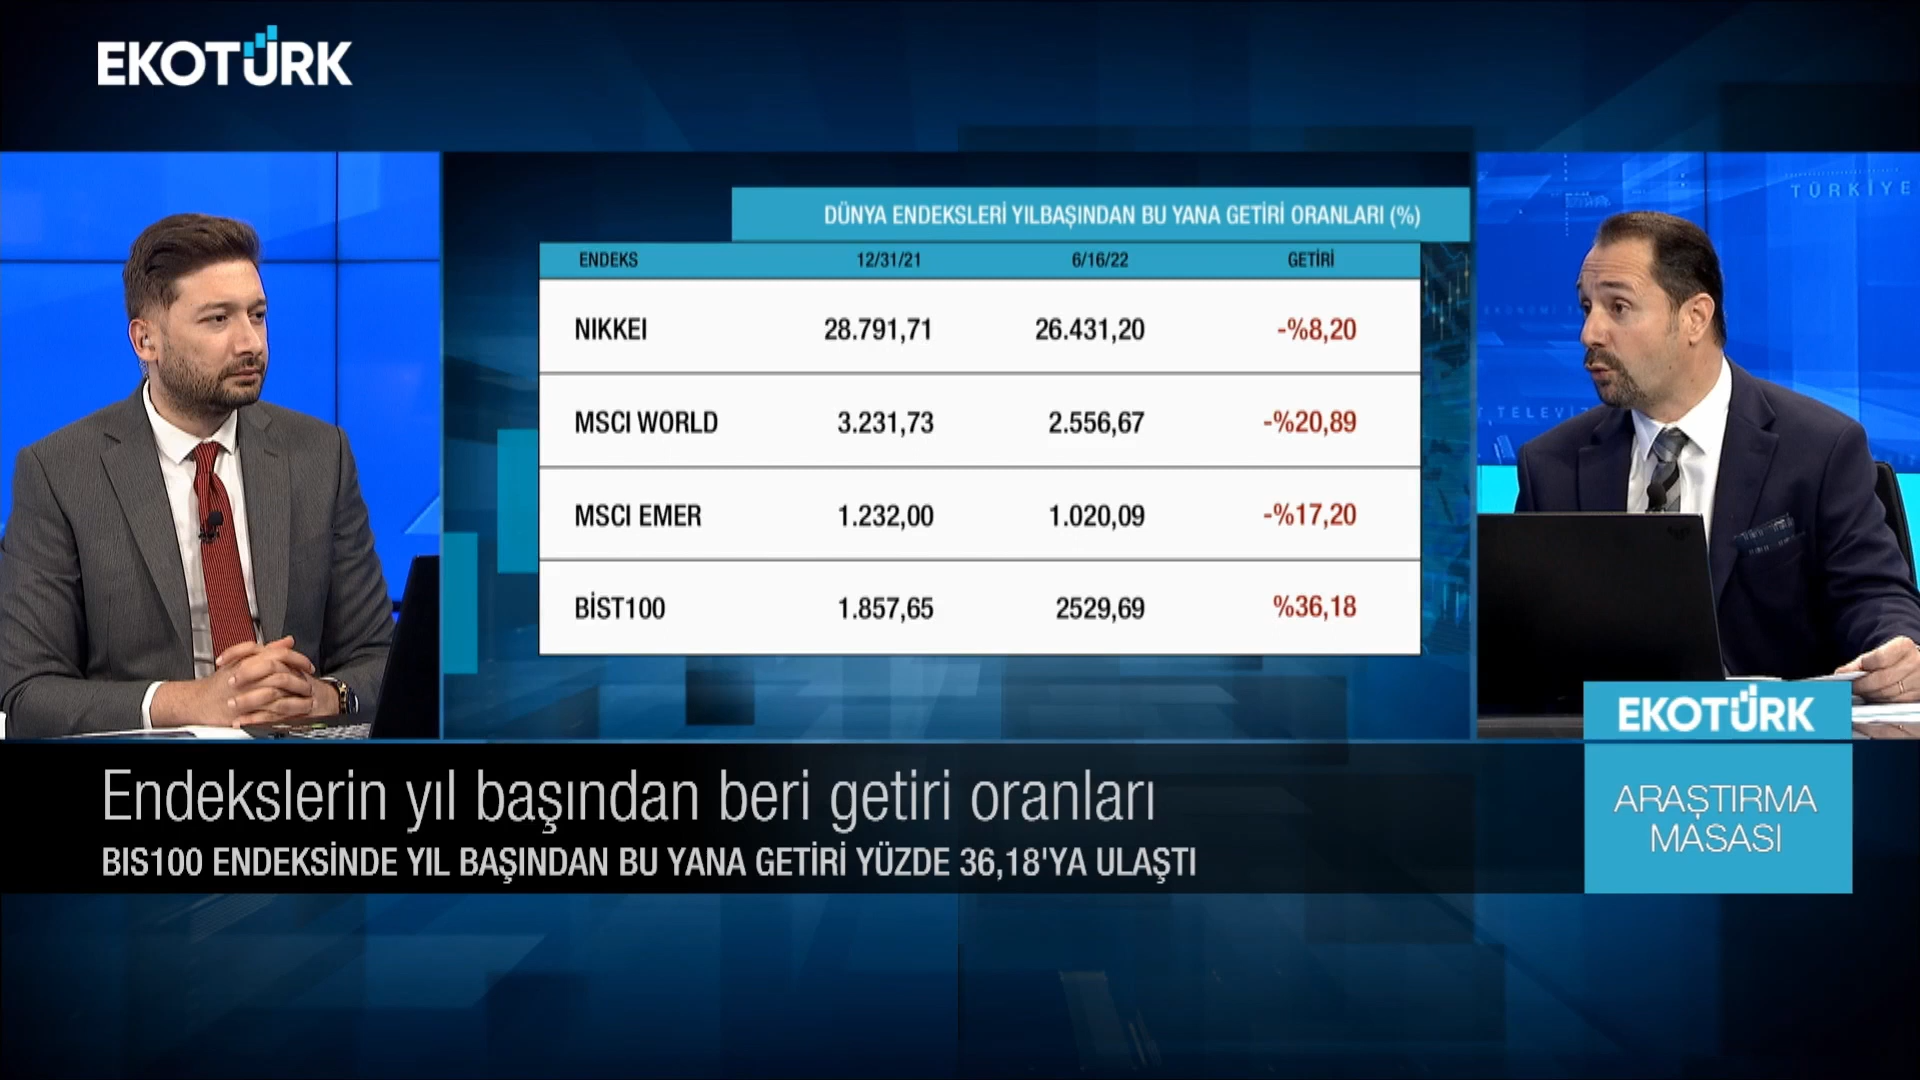 EKOTÜRK
TÜRKİYE
DÜNYA ENDEKSLERİ YILBAŞINDAN BU YANA GETİRİ ORANLARI (%)
ENDEKS 12/31/21 6/16/22 GETİRİ
NIKKEI 28.791,71 26.431,20 -%8,20
MSCI WORLD 3.231,73 2.556,67 -%20,89
MSCI EMER 1.232,00 1.020,09 -%17,20
BİST100 1.857,65 2529,69 %36,18
EKOTÜRK
Endekslerin yıl başından beri getiri oranları
BIS100 ENDEKSİNDE YIL BAŞINDAN BU YANA GETİRİ YÜZDE 36,18'YA ULAŞTI
ARAŞTIRMA
MASASI